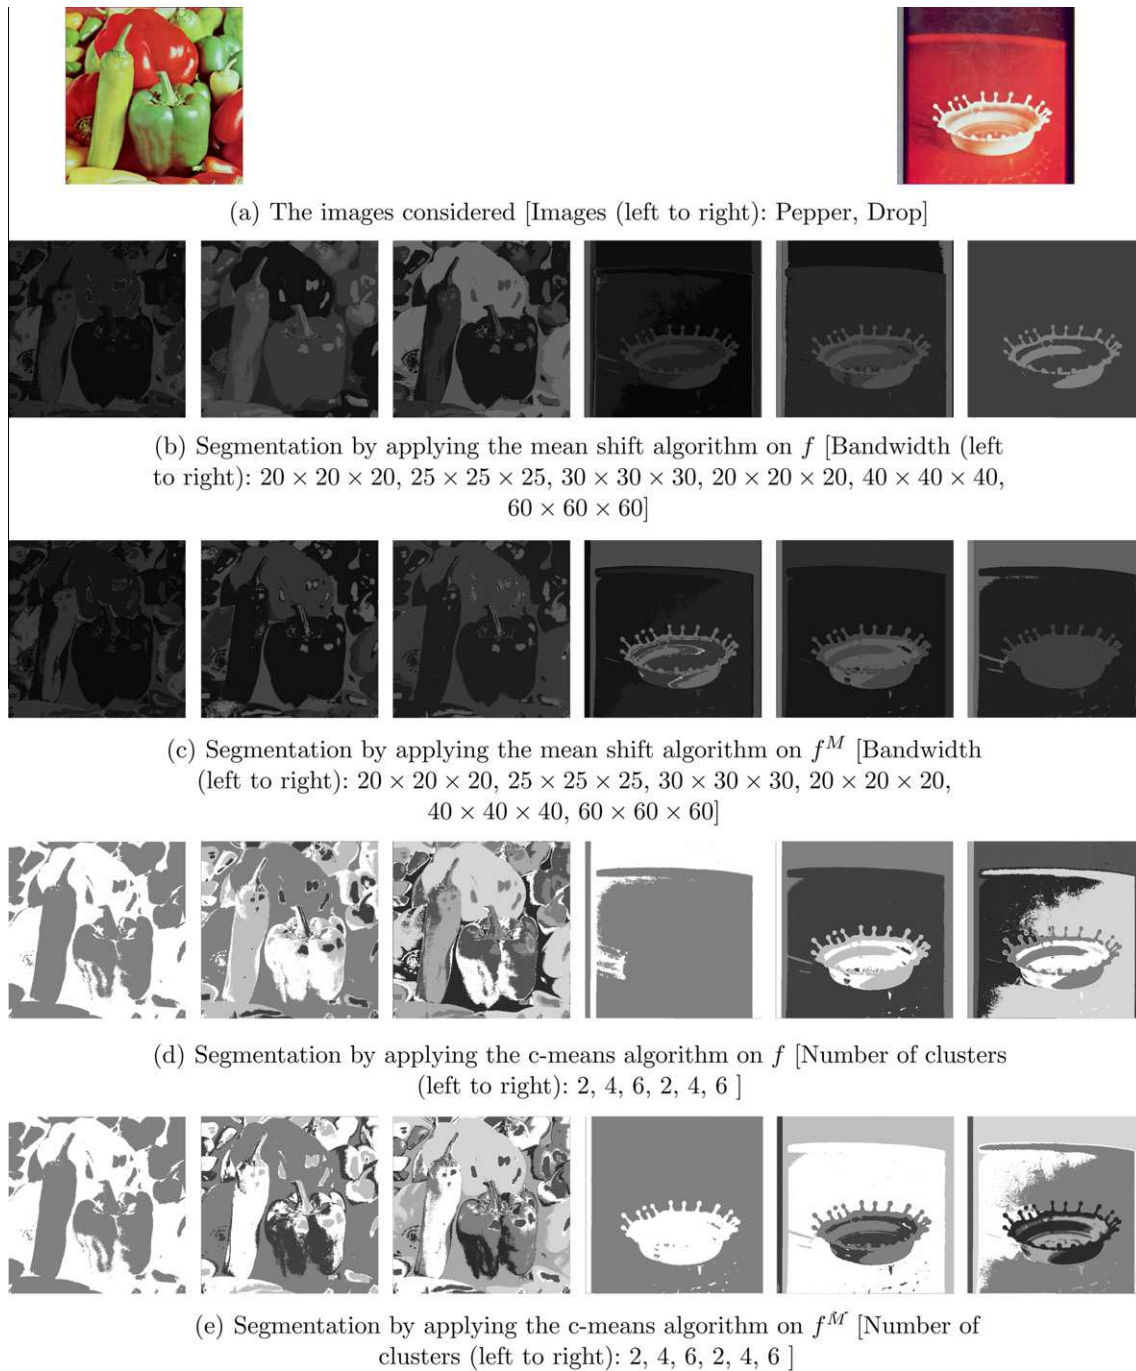 (a) The images considered [Images (left to right): Pepper, Drop]
(b) Segmentation by applying the mean shift algorithm on f [Bandwidth (left
to right): 20 × 20 × 20, 25 × 25 × 25, 30 × 30 × 30, 20 × 20 × 20, 40 × 40 × 40,
60 × 60 × 60]
(c) Segmentation by applying the mean shift algorithm on f^M [Bandwidth
(left to right): 20 × 20 × 20, 25 × 25 × 25, 30 × 30 × 30, 20 × 20 × 20,
40 × 40 × 40, 60 × 60 × 60]
(d) Segmentation by applying the c-means algorithm on f [Number of clusters
(left to right): 2, 4, 6, 2, 4, 6 ]
(e) Segmentation by applying the c-means algorithm on f^M [Number of
clusters (left to right): 2, 4, 6, 2, 4, 6 ]